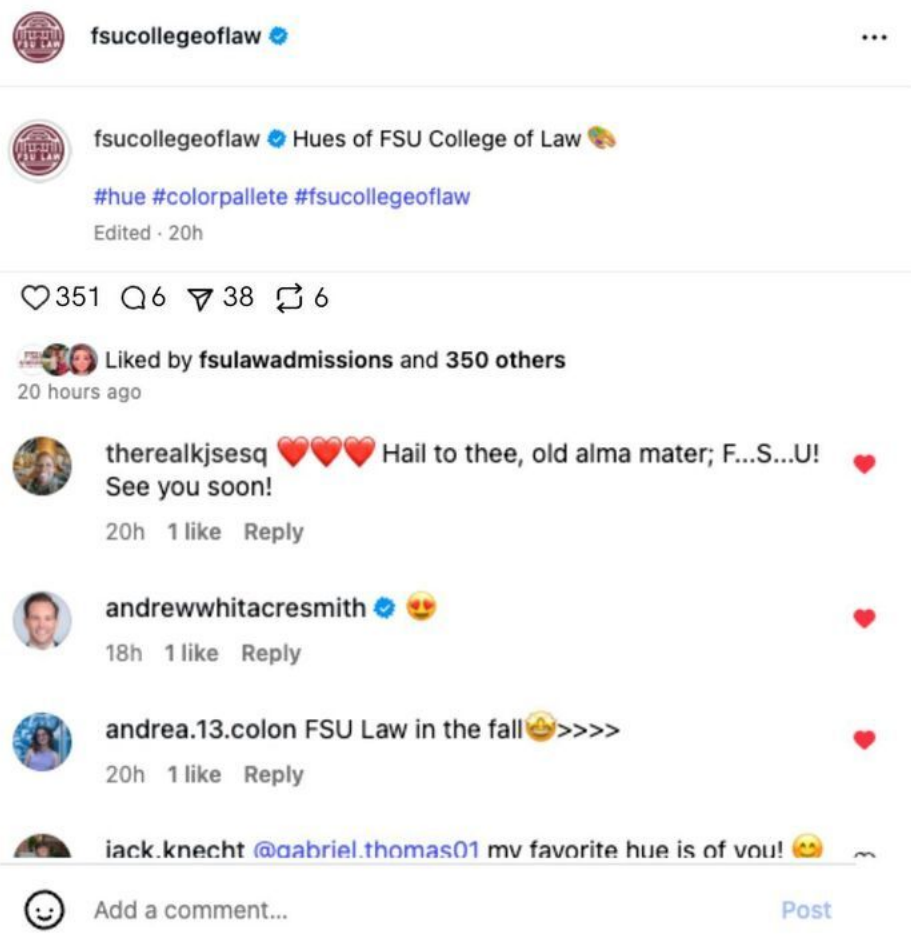 fsucollegeoflaw
fsucollegeoflaw Hues of FSU College of Law 🎨
#hue #colorpallete #fsucollegeoflaw
Edited · 20h
351 6 38 6
Liked by fsulawadmissions and 350 others
20 hours ago
therealkjsesq ❤️❤️❤️ Hail to thee, old alma mater; F...S...U!
See you soon!
20h 1 like Reply
andrewwhitacresmith 😍
18h 1 like Reply
andrea.13.colon FSU Law in the fall🤩>>>>
20h 1 like Reply
jack.knecht @gabriel.thomas01 my favorite hue is of you! 😊
Add a comment...
Post